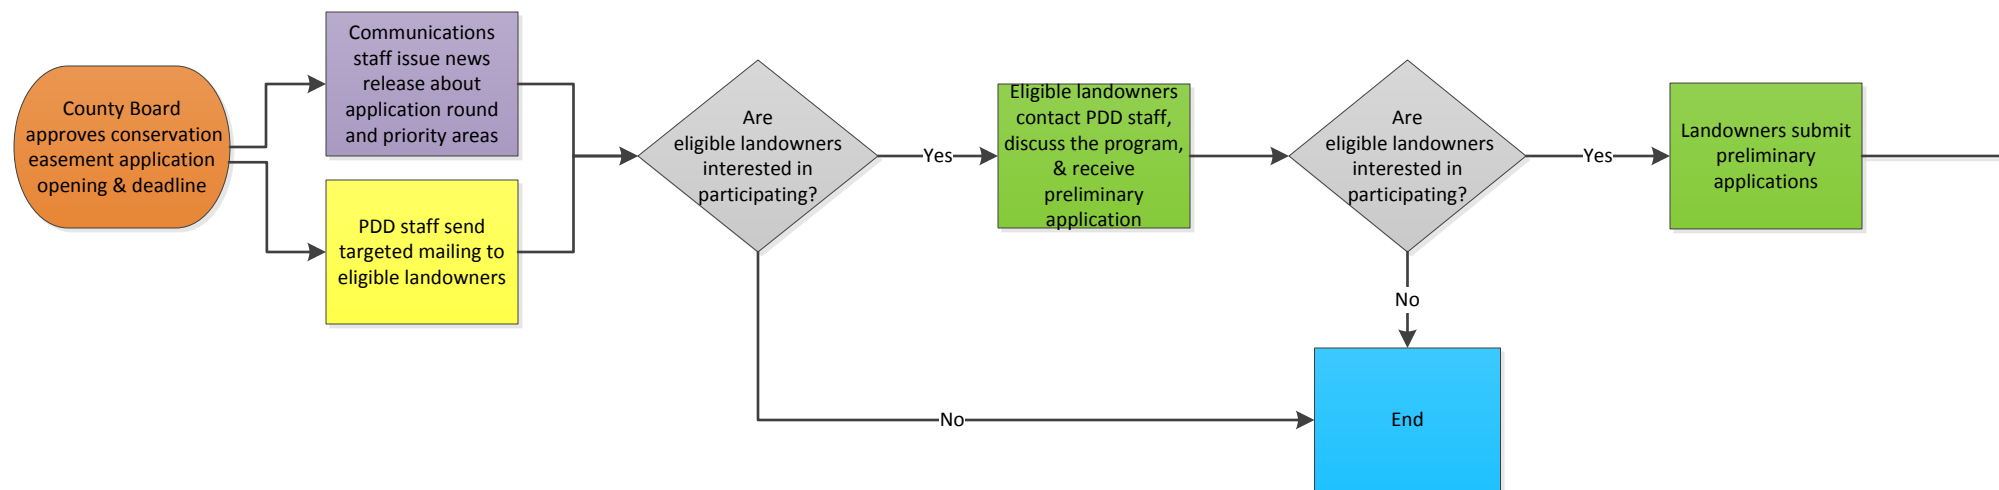 County Board
approves conservation
easement application
opening & deadline
Communications
staff issue news
release about
application round
and priority areas
PDD staff send
targeted mailing to
eligible landowners
Are
eligible landowners
interested in
participating?
Yes
No
Eligible landowners
contact PDD staff,
discuss the program,
& receive
preliminary
application
Are
eligible landowners
interested in
participating?
Yes
No
End
Landowners submit
preliminary
applications